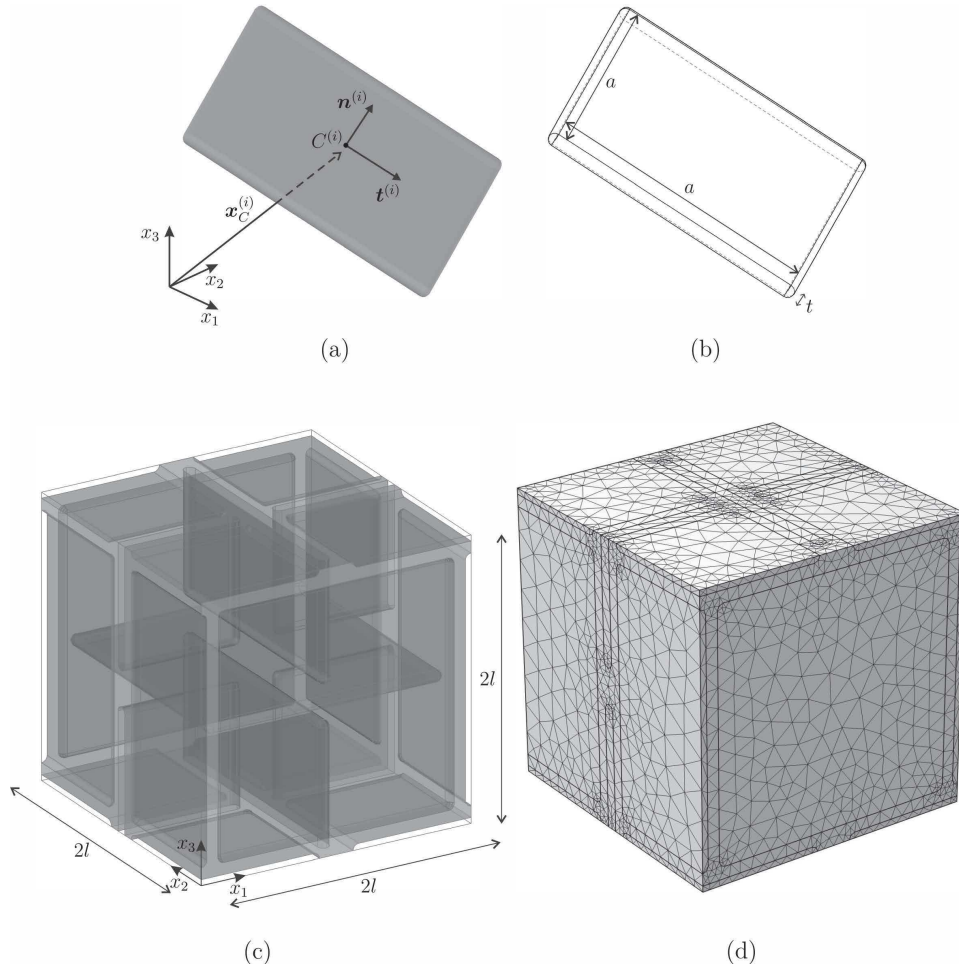 n^{(i)}
C^{(i)}
t^{(i)}
x_C^{(i)}
x_3
x_2
x_1
(a)
a
a
t
(b)
2l
2l
2l
x_3
x_2
x_1
(c)
(d)